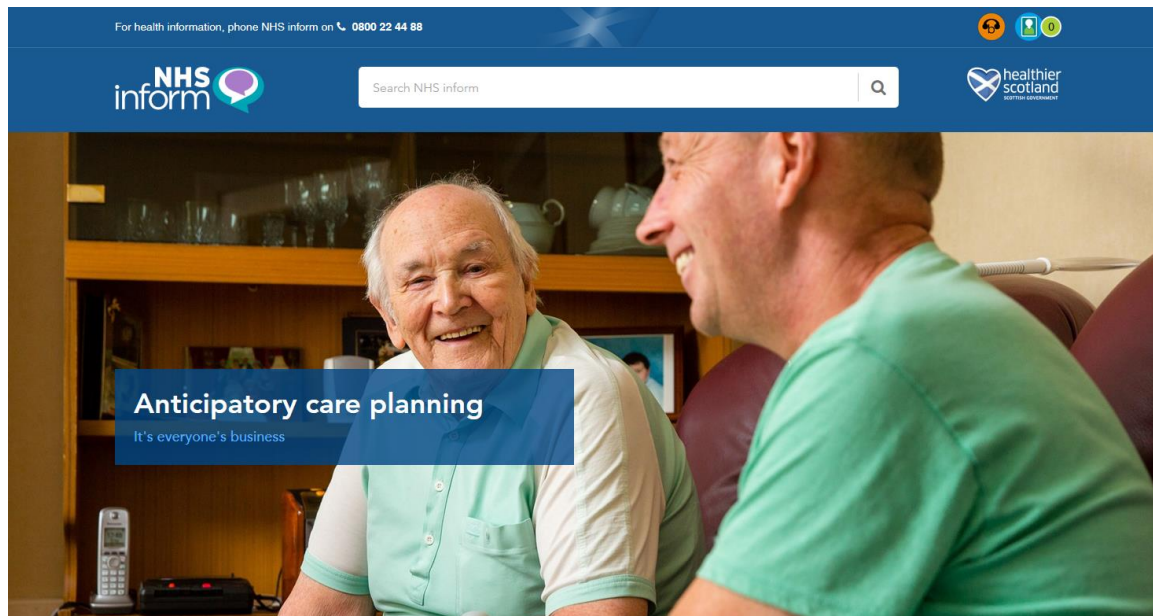 For health information, phone NHS inform on 0800 22 44 88
0
NHS
inform
Search NHS inform
healthier
scotland
SCOTTISH GOVERNMENT
Anticipatory care planning
It's everyone's business